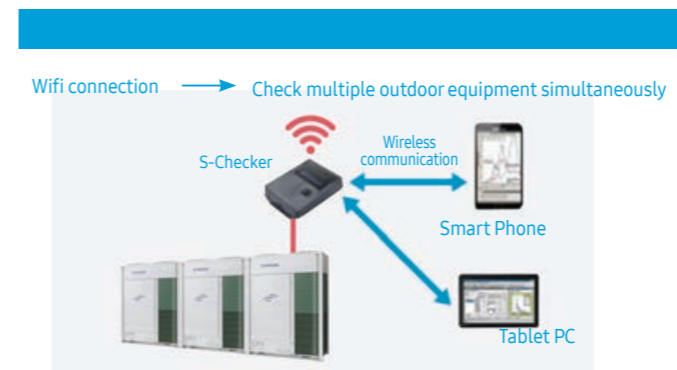 Wifi connection
Check multiple outdoor equipment simultaneously
Wireless
communication
S-Checker
Smart Phone
Tablet PC